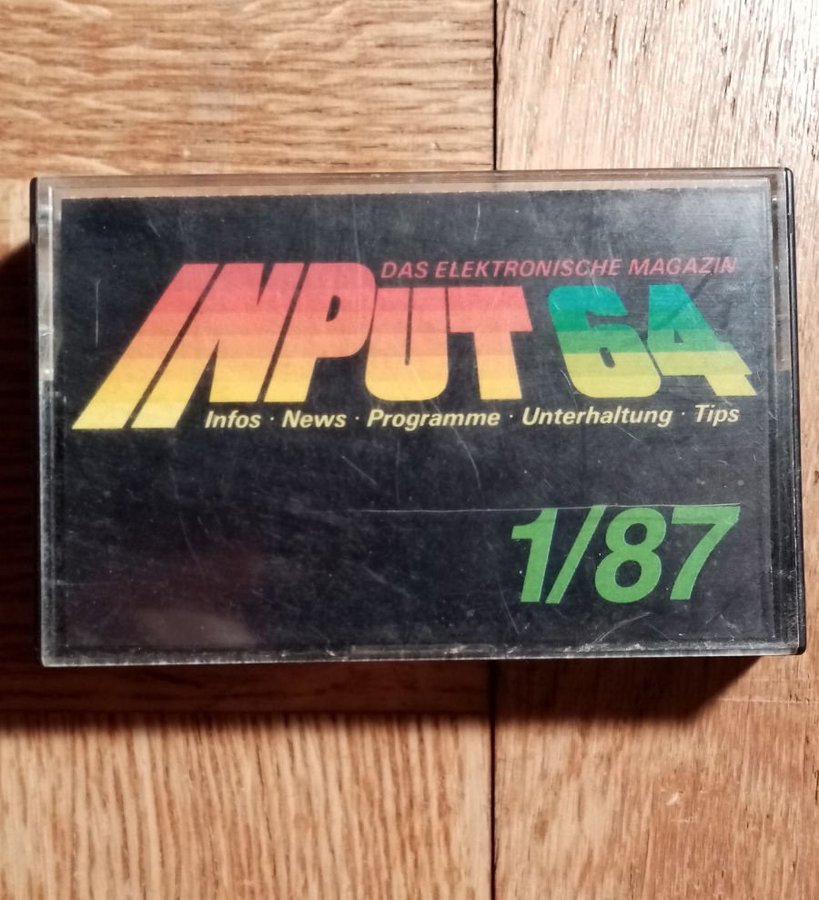 DAS ELEKTRONISCHE MAGAZIN
INPUT 64
Infos · News · Programme · Unterhaltung · Tips
1/87